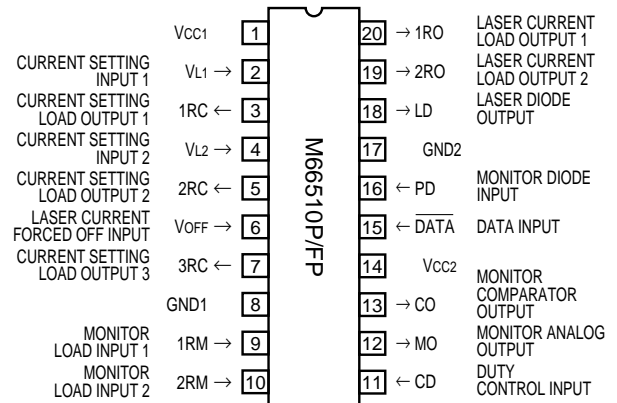 VCC1 1 20 → 1RO LASER CURRENT
LOAD OUTPUT 1
CURRENT SETTING
INPUT 1 VL1 → 2 19 → 2RO LASER CURRENT
LOAD OUTPUT 2
CURRENT SETTING
LOAD OUTPUT 1 1RC ← 3 18 → LD LASER DIODE
OUTPUT
CURRENT SETTING
INPUT 2 VL2 → 4 17 GND2
CURRENT SETTING
LOAD OUTPUT 2 2RC ← 5 16 ← PD MONITOR DIODE
INPUT
LASER CURRENT
FORCED OFF INPUT VOFF → 6 15 ← DATA DATA INPUT
CURRENT SETTING
LOAD OUTPUT 3 3RC ← 7 14 VCC2
GND1 8 13 → CO MONITOR
COMPARATOR
OUTPUT
MONITOR
LOAD INPUT 1 1RM → 9 12 → MO MONITOR ANALOG
OUTPUT
MONITOR
LOAD INPUT 2 2RM → 10 11 ← CD DUTY
CONTROL INPUT
M66510P/FP